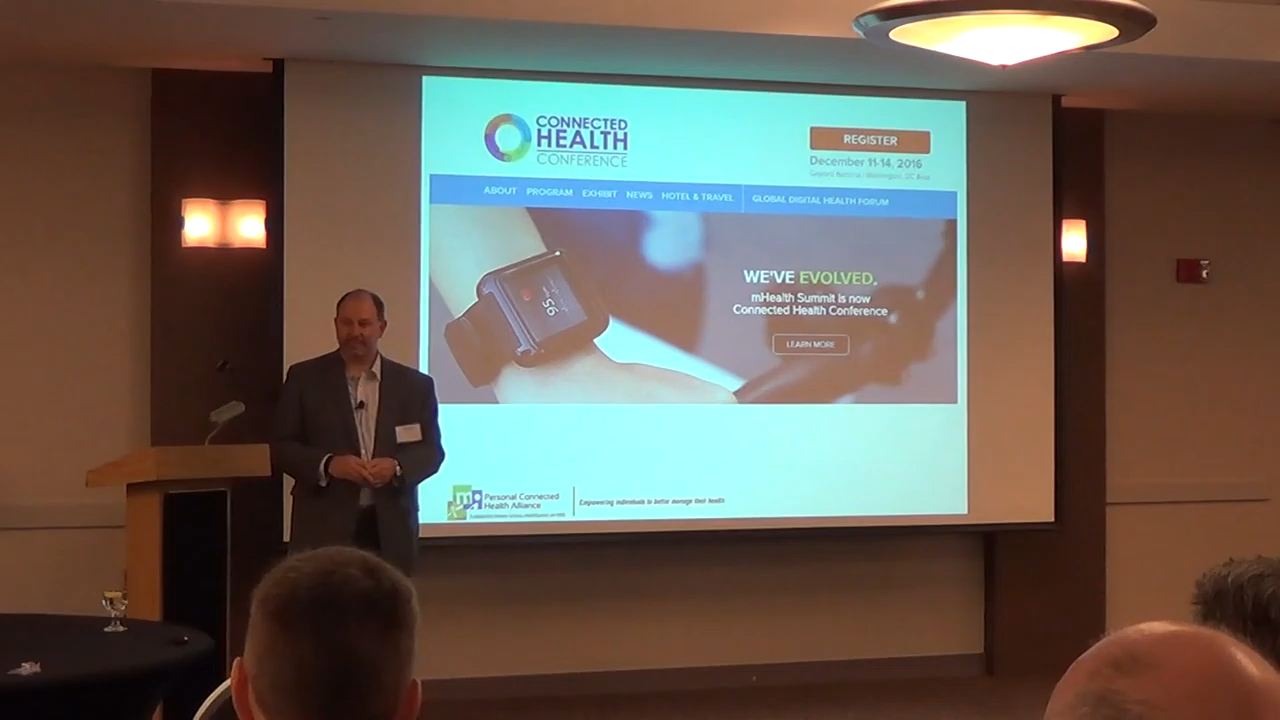 CONNECTED
HEALTH
CONFERENCE
REGISTER
December 11-14, 2016
ABOUT PROGRAM EXHIBIT NEWS HOTEL & TRAVEL GLOBAL DIGITAL HEALTH FORUM
WE'VE EVOLVED.
mHealth Summit is now
Connected Health Conference
LEARN MORE
95
Personal Connected
Health Alliance
Empowering individuals to better manage their health